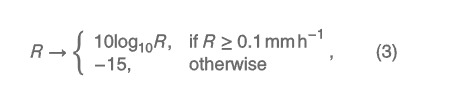 R → { 10log₁₀R, if R ≥ 0.1 mm h⁻¹
−15, otherwise , (3)